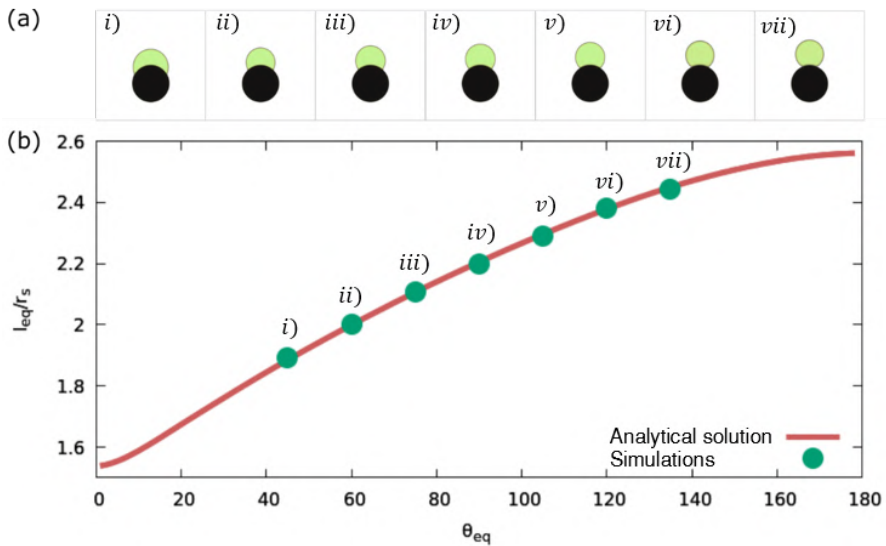 (a)
i) ii) iii) iv) v) vi) vii)
(b)
2.6
2.4
2.2
2
1.8
1.6
l_eq/r_s
i) ii) iii) iv) v) vi) vii)
Analytical solution
Simulations
0 20 40 60 80 100 120 140 160 180
θ_eq